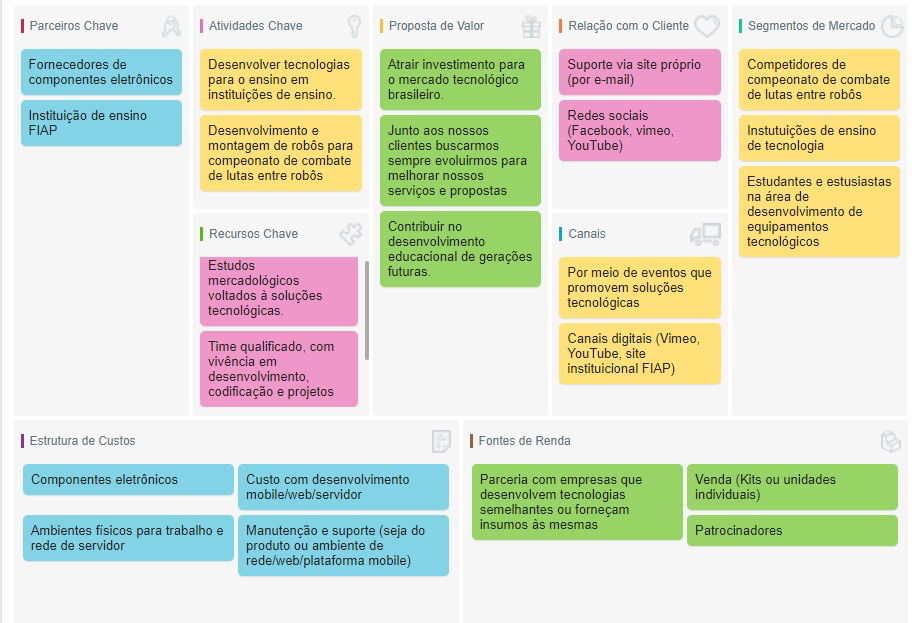 Parceiros Chave
Fornecedores de
componentes eletrônicos
Instituição de ensino
FIAP
Atividades Chave
Desenvolver tecnologias
para o ensino em
instituições de ensino.
Desenvolvimento e
montagem de robôs para
compeonato de combate
de lutas entre robôs
Recursos Chave
Estudos
mercadológicos
voltados à soluções
tecnológicas.
Time qualificado, com
vivência em
desenvolvimento,
codificação e projetos
Proposta de Valor
Atrair investimento para
o mercado tecnológico
brasileiro.
Junto aos nossos
clientes buscarmos
sempre evoluirmos para
melhorar nossos
serviços e propostas
Contribuir no
desenvolvimento
educacional de gerações
futuras.
Relação com o Cliente
Suporte via site próprio
(por e-mail)
Redes sociais
(Facebook, vimeo,
YouTube)
Canais
Por meio de eventos que
promovem soluções
tecnológicas
Canais digitais (Vimeo,
YouTube, site
instituicional FIAP)
Segmentos de Mercado
Competidores de
compeonato de combate
de lutas entre robôs
Instutuições de ensino
de tecnologia
Estudantes e estusiastas
na área de
desenvolvimento de
equipamentos
tecnológicos
Estrutura de Custos
Componentes eletrônicos
Custo com desenvolvimento
mobile/web/servidor
Ambientes físicos para trabalho e
rede de servidor
Manutenção e suporte (seja do
produto ou ambiente de
rede/web/plataforma mobile)
Fontes de Renda
Parceria com empresas que
desenvolvem tecnologias
semelhantes ou forneçam
insumos às mesmas
Venda (Kits ou unidades
individuais)
Patrocinadores